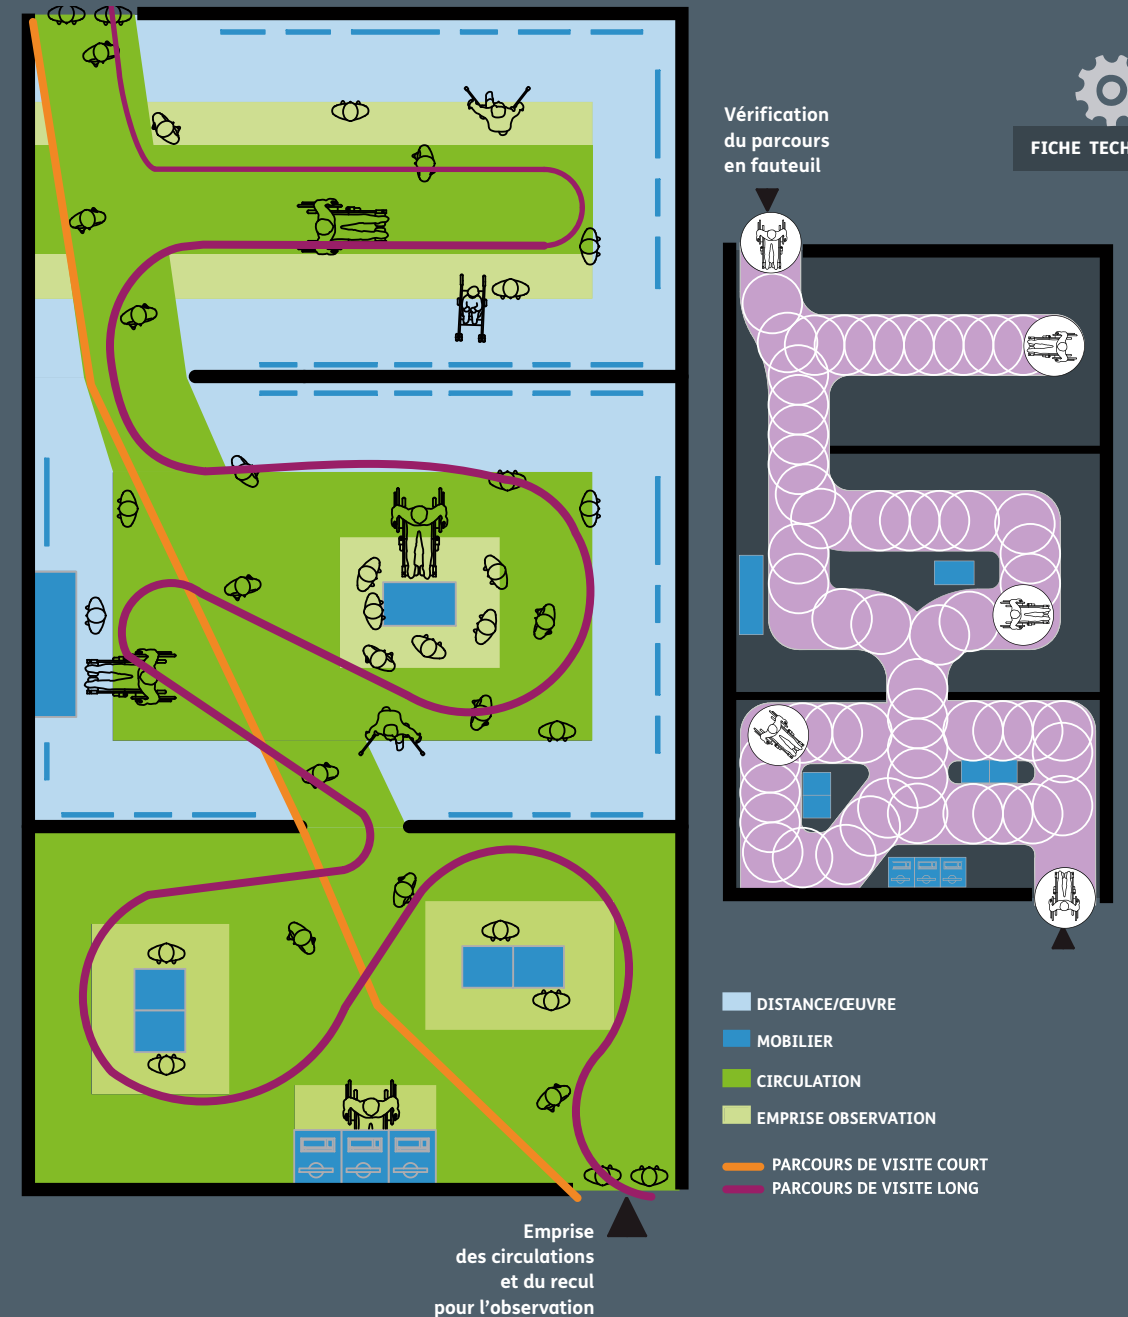 Vérification
du parcours
en fauteuil
FICHE TECH
DISTANCE/ŒUVRE
MOBILIER
CIRCULATION
EMPRISE OBSERVATION
PARCOURS DE VISITE COURT
PARCOURS DE VISITE LONG
Emprise
des circulations
et du recul
pour l’observation